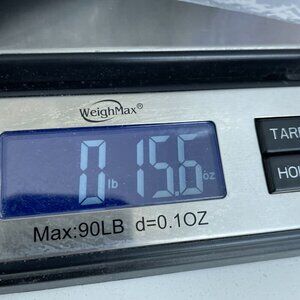 WeighMax®
0 lb 15.6 oz
TAR
HO
Max:90LB d=0.1OZ